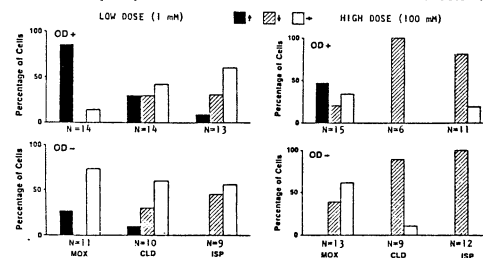 LOW DOSE (1 mM) ↑ ↓ → HIGH DOSE (100 mM)
Percentage of Cells
100
50
0
OD +
N=14 N=14 N=13
Percentage of Cells
100
50
0
OD +
N=15 N=6 N=11
Percentage of Cells
100
50
0
OD −
N=11 N=10 N=9
MOX CLD ISP
Percentage of Cells
100
50
0
OD −
N=13 N=9 N=12
MOX CLD ISP